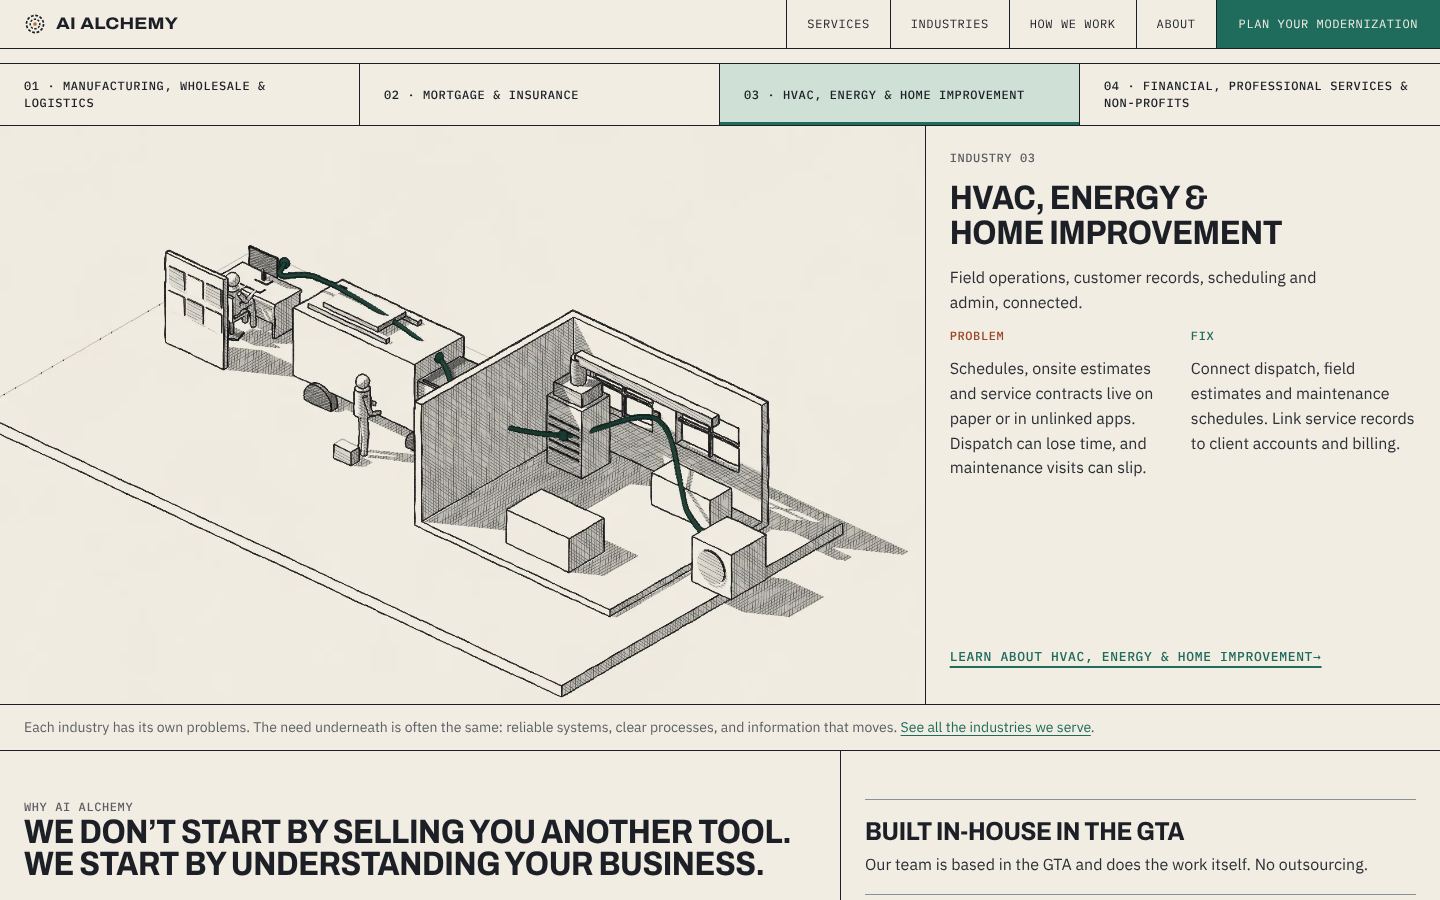 AI ALCHEMY
SERVICES
INDUSTRIES
HOW WE WORK
ABOUT
PLAN YOUR MODERNIZATION
01 · MANUFACTURING, WHOLESALE &
LOGISTICS
02 · MORTGAGE & INSURANCE
03 · HVAC, ENERGY & HOME IMPROVEMENT
04 · FINANCIAL, PROFESSIONAL SERVICES &
NON-PROFITS
INDUSTRY 03
HVAC, ENERGY &
HOME IMPROVEMENT
Field operations, customer records, scheduling and
admin, connected.
PROBLEM
Schedules, onsite estimates
and service contracts live on
paper or in unlinked apps.
Dispatch can lose time, and
maintenance visits can slip.
FIX
Connect dispatch, field
estimates and maintenance
schedules. Link service records
to client accounts and billing.
LEARN ABOUT HVAC, ENERGY & HOME IMPROVEMENT→
Each industry has its own problems. The need underneath is often the same: reliable systems, clear processes, and information that moves. See all the industries we serve.
WHY AI ALCHEMY
WE DON’T START BY SELLING YOU ANOTHER TOOL.
WE START BY UNDERSTANDING YOUR BUSINESS.
BUILT IN-HOUSE IN THE GTA
Our team is based in the GTA and does the work itself. No outsourcing.